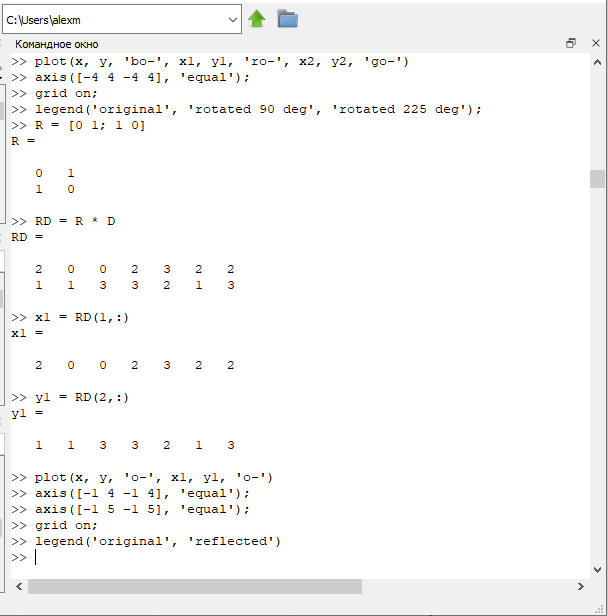 C:\Users\alexm
Командное окно
>> plot(x, y, 'bo-', x1, y1, 'ro-', x2, y2, 'go-')
>> axis([-4 4 -4 4], 'equal');
>> grid on;
>> legend('original', 'rotated 90 deg', 'rotated 225 deg');
>> R = [0 1; 1 0]
R =
0 1
1 0
>> RD = R * D
RD =
2 0 0 2 3 2 2
1 1 3 3 2 1 3
>> x1 = RD(1,:)
x1 =
2 0 0 2 3 2 2
>> y1 = RD(2,:)
y1 =
1 1 3 3 2 1 3
>> plot(x, y, 'o-', x1, y1, 'o-')
>> axis([-1 4 -1 4], 'equal');
>> axis([-1 5 -1 5], 'equal');
>> grid on;
>> legend('original', 'reflected')
>>